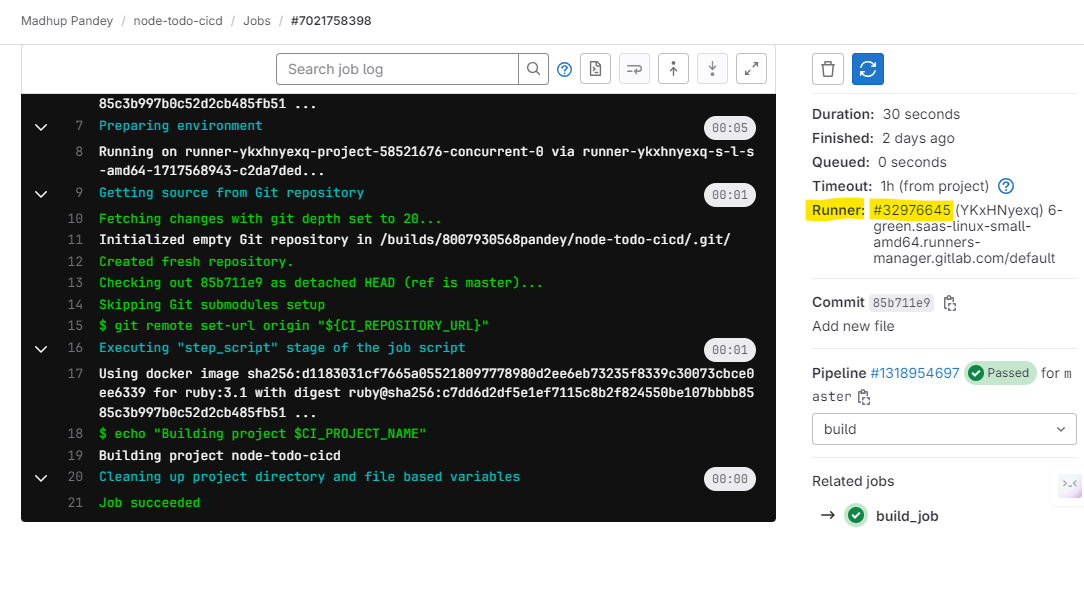 Madhup Pandey / node-todo-cicd / Jobs / #7021758398
Search job log
85c3b997b0c52d2cb485fb51 ...
7 Preparing environment 00:05
8 Running on runner-ykxhnyexq-project-58521676-concurrent-0 via runner-ykxhnyexq-s-l-s
-amd64-1717568943-c2da7ded...
9 Getting source from Git repository 00:01
10 Fetching changes with git depth set to 20...
11 Initialized empty Git repository in /builds/8007930568pandey/node-todo-cicd/.git/
12 Created fresh repository.
13 Checking out 85b711e9 as detached HEAD (ref is master)...
14 Skipping Git submodules setup
15 $ git remote set-url origin "${CI_REPOSITORY_URL}"
16 Executing "step_script" stage of the job script 00:01
17 Using docker image sha256:d1183031cf7665a055218097778980d2ee6eb73235f8339c30073cbce0
ee6339 for ruby:3.1 with digest ruby@sha256:c7dd6d2df5e1ef7115c8b2f824550be107bbbb85
85c3b997b0c52d2cb485fb51 ...
18 $ echo "Building project $CI_PROJECT_NAME"
19 Building project node-todo-cicd
20 Cleaning up project directory and file based variables 00:00
21 Job succeeded
Duration: 30 seconds
Finished: 2 days ago
Queued: 0 seconds
Timeout: 1h (from project)
Runner: #32976645 (YKxHNyexq) 6-
green.saas-linux-small-
amd64.runners-
manager.gitlab.com/default
Commit 85b711e9
Add new file
Pipeline #1318954697 Passed for m
aster
build
Related jobs
→ build_job